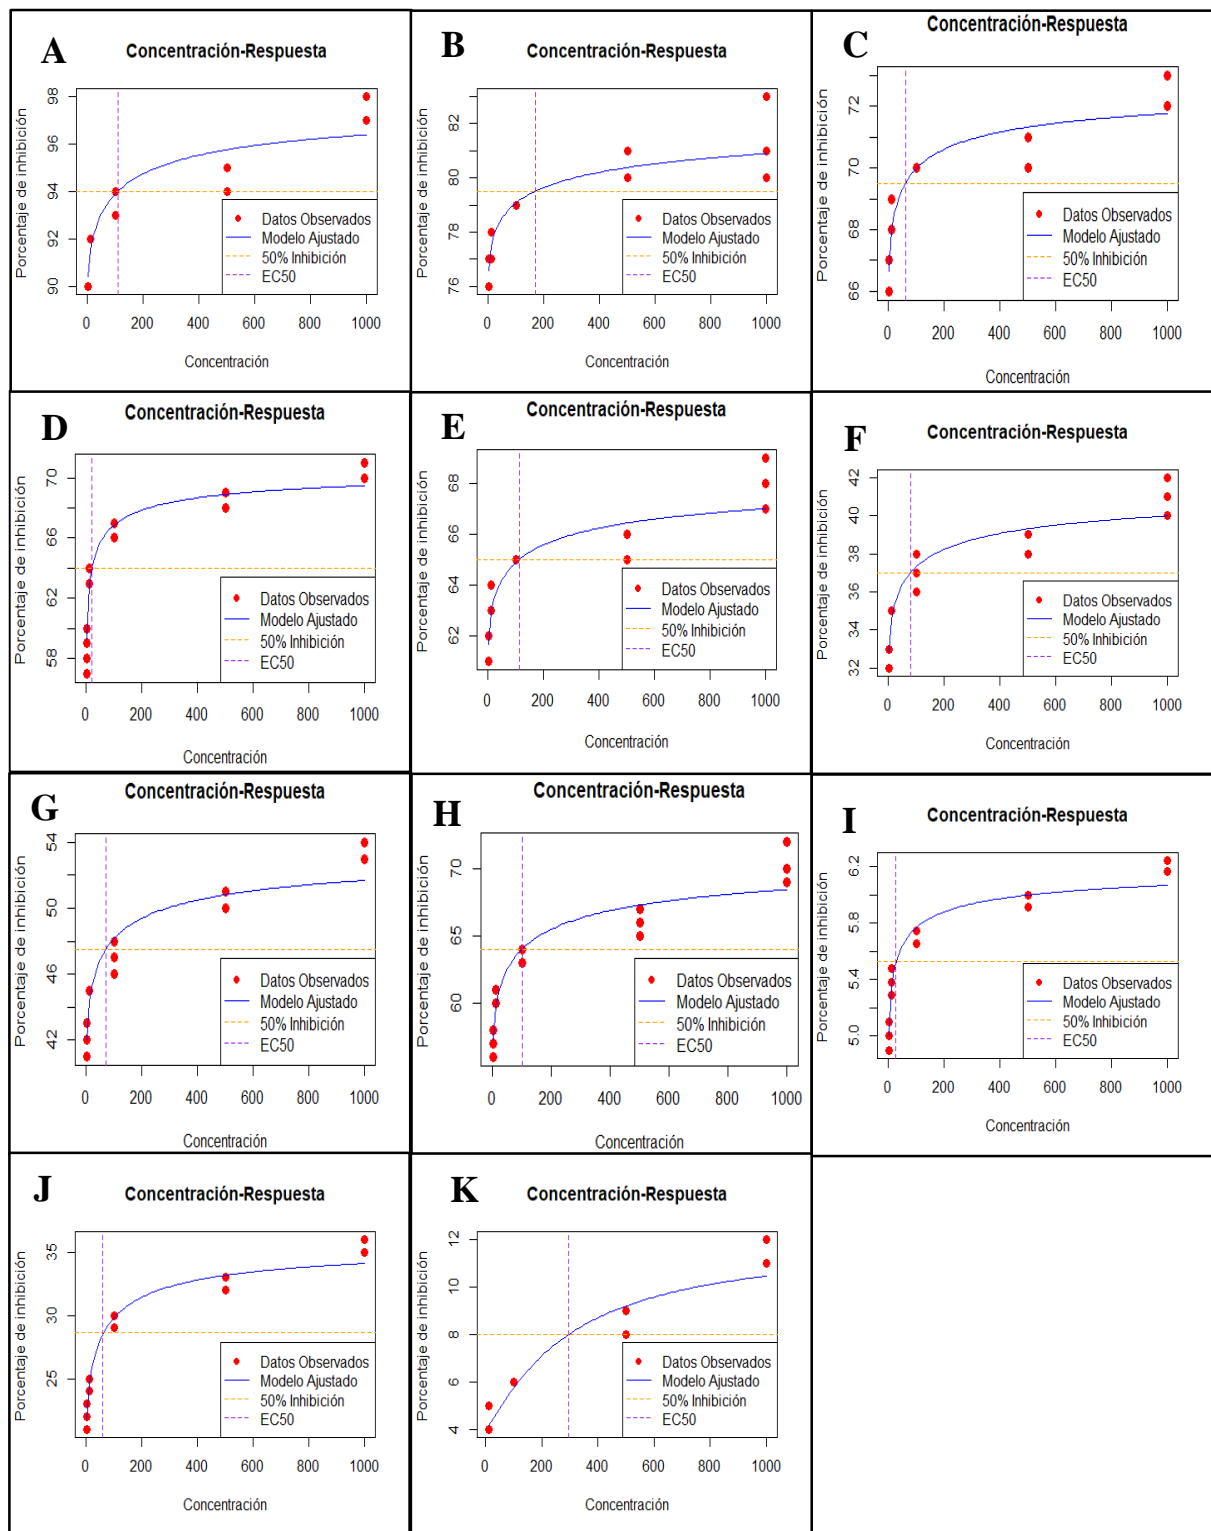 A
Concentración-Respuesta
Porcentaje de inhibición
98
96
94
92
90
Datos Observados
Modelo Ajustado
50% Inhibición
EC50
0 200 400 600 800 1000
Concentración
B
Concentración-Respuesta
Porcentaje de inhibición
82
80
78
76
Datos Observados
Modelo Ajustado
50% Inhibición
EC50
0 200 400 600 800 1000
Concentración
C
Concentración-Respuesta
Porcentaje de inhibición
72
70
68
66
Datos Observados
Modelo Ajustado
50% Inhibición
EC50
0 200 400 600 800 1000
Concentración
D
Concentración-Respuesta
Porcentaje de inhibición
70
66
62
58
Datos Observados
Modelo Ajustado
50% Inhibición
EC50
0 200 400 600 800 1000
Concentración
E
Concentración-Respuesta
Porcentaje de inhibición
68
66
64
62
Datos Observados
Modelo Ajustado
50% Inhibición
EC50
0 200 400 600 800 1000
Concentración
F
Concentración-Respuesta
Porcentaje de inhibición
42
40
38
36
34
32
Datos Observados
Modelo Ajustado
50% Inhibición
EC50
0 200 400 600 800 1000
Concentración
G
Concentración-Respuesta
Porcentaje de inhibición
54
50
46
42
Datos Observados
Modelo Ajustado
50% Inhibición
EC50
0 200 400 600 800 1000
Concentración
H
Concentración-Respuesta
Porcentaje de inhibición
70
65
60
Datos Observados
Modelo Ajustado
50% Inhibición
EC50
0 200 400 600 800 1000
Concentración
I
Concentración-Respuesta
Porcentaje de inhibición
6.2
5.8
5.4
5.0
Datos Observados
Modelo Ajustado
50% Inhibición
EC50
0 200 400 600 800 1000
Concentración
J
Concentración-Respuesta
Porcentaje de inhibición
35
30
25
Datos Observados
Modelo Ajustado
50% Inhibición
EC50
0 200 400 600 800 1000
Concentración
K
Concentración-Respuesta
Porcentaje de inhibición
12
10
8
6
4
Datos Observados
Modelo Ajustado
50% Inhibición
EC50
0 200 400 600 800 1000
Concentración